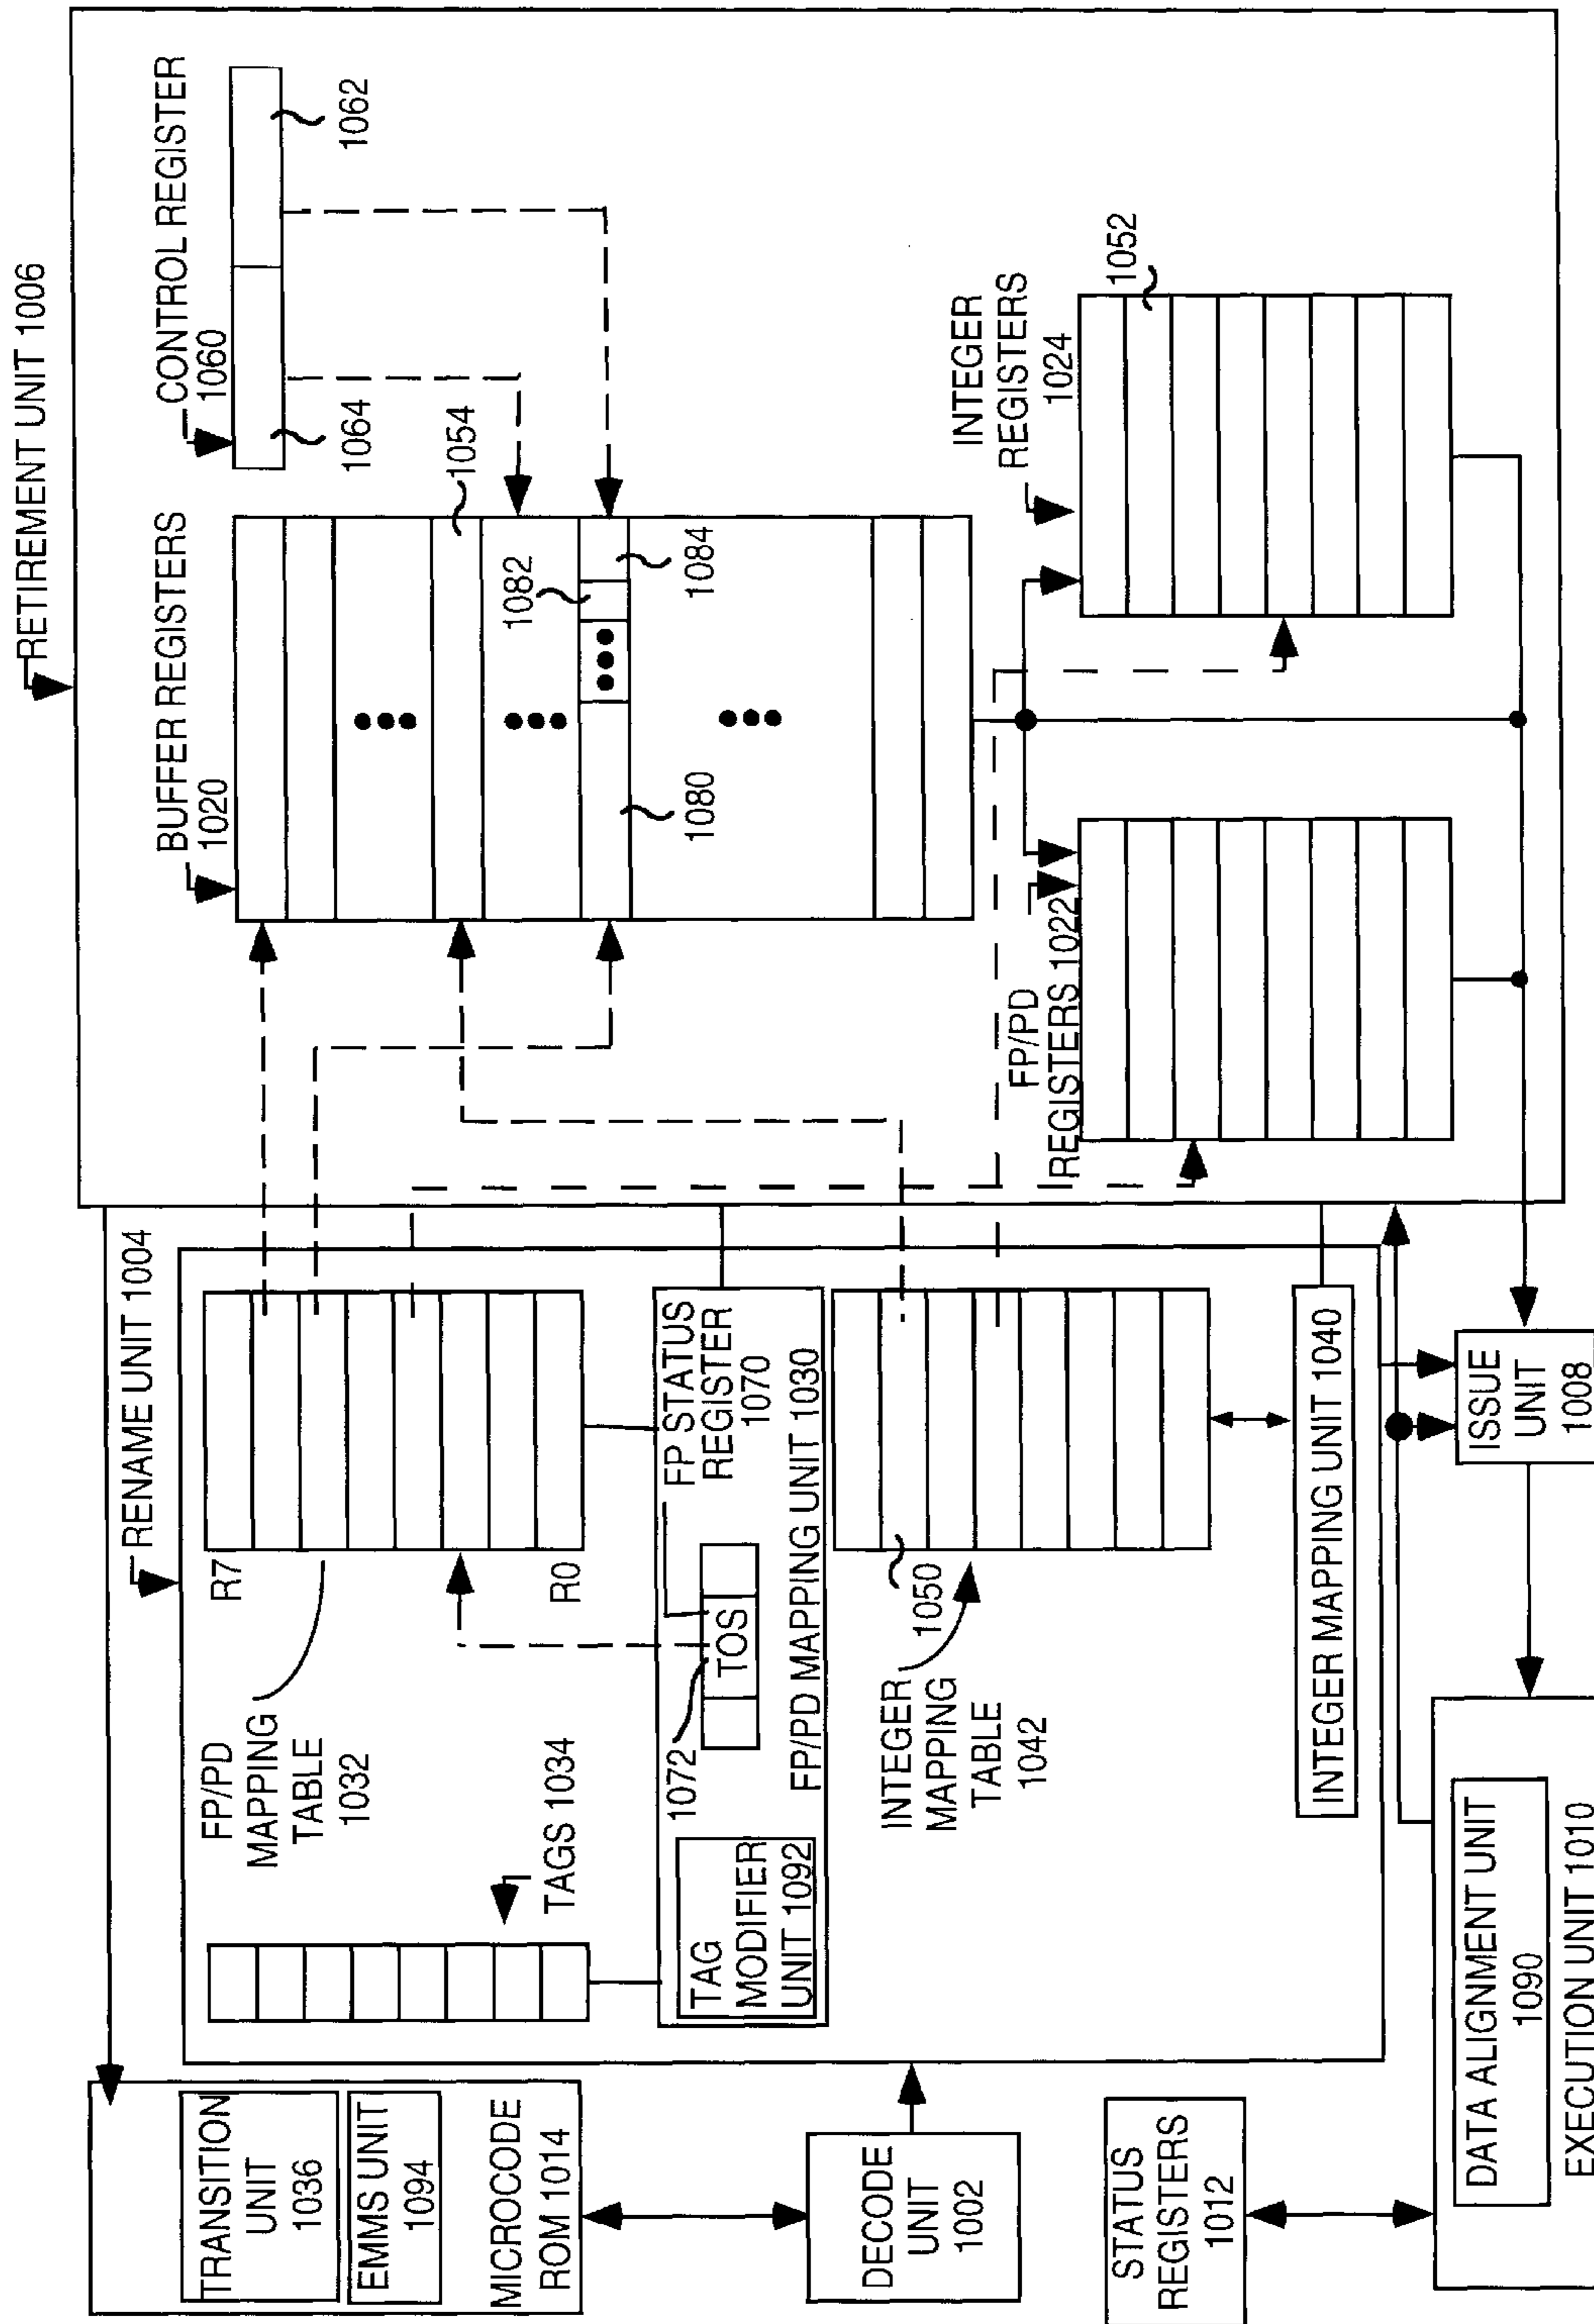 RETIREMENT UNIT 1006
BUFFER REGISTERS
1020
CONTROL REGISTER
1060
1064
1062
1054
1082
1084
1080
FP/PD
REGISTERS 1022
INTEGER
REGISTERS
1024
1052
RENAME UNIT 1004
R7
R0
FP/PD
MAPPING
TABLE
1032
TAGS 1034
FP STATUS
REGISTER
1070
TOS
1072
TAG
MODIFIER
UNIT 1092
FP/PD MAPPING UNIT 1030
1050
INTEGER
MAPPING
TABLE
1042
INTEGER MAPPING UNIT 1040
TRANSITION
UNIT
1036
EMMS UNIT
1094
MICROCODE
ROM 1014
DECODE
UNIT
1002
STATUS
REGISTERS
1012
ISSUE
UNIT
1008
DATA ALIGNMENT UNIT
1090
EXECUTION UNIT 1010